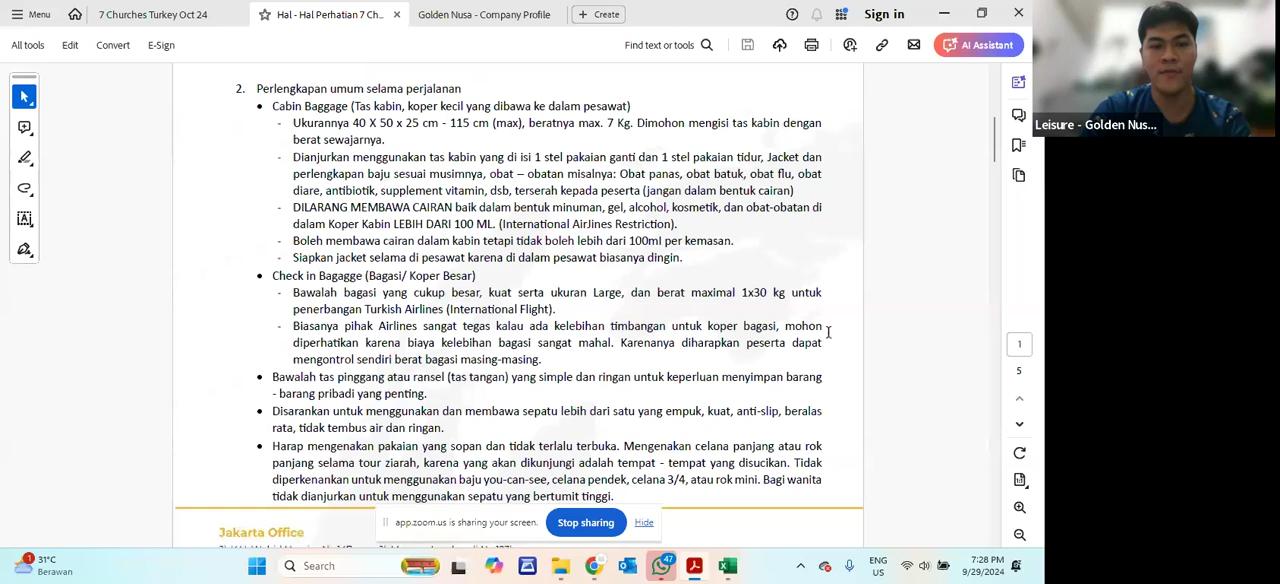 Menu
7 Churches Turkey Oct 24
Hal - Hal Perhatian 7 Ch...
Golden Nusa - Company Profile
Create
Sign in
All tools
Edit
Convert
E-Sign
Find text or tools
AI Assistant
2. Perlengkapan umum selama perjalanan
• Cabin Baggage (Tas kabin, koper kecil yang dibawa ke dalam pesawat)
- Ukurannya 40 X 50 x 25 cm - 115 cm (max), beratnya max. 7 Kg. Dimohon mengisi tas kabin dengan
berat sewajarnya.
- Dianjurkan menggunakan tas kabin yang di isi 1 stel pakaian ganti dan 1 stel pakaian tidur, Jacket dan
perlengkapan baju sesuai musimnya, obat – obatan misalnya: Obat panas, obat batuk, obat flu, obat
diare, antibiotik, supplement vitamin, dsb, terserah kepada peserta (jangan dalam bentuk cairan)
- DILARANG MEMBAWA CAIRAN baik dalam bentuk minuman, gel, alcohol, kosmetik, dan obat-obatan di
dalam Koper Kabin LEBIH DARI 100 ML. (International AirJines Restriction).
- Boleh membawa cairan dalam kabin tetapi tidak boleh lebih dari 100ml per kemasan.
- Siapkan jacket selama di pesawat karena di dalam pesawat biasanya dingin.
• Check in Bagagge (Bagasi/ Koper Besar)
- Bawalah bagasi yang cukup besar, kuat serta ukuran Large, dan berat maximal 1x30 kg untuk
penerbangan Turkish Airlines (International Flight).
- Biasanya pihak Airlines sangat tegas kalau ada kelebihan timbangan untuk koper bagasi, mohon
diperhatikan karena biaya kelebihan bagasi sangat mahal. Karenanya diharapkan peserta dapat
mengontrol sendiri berat bagasi masing-masing.
• Bawalah tas pinggang atau ransel (tas tangan) yang simple dan ringan untuk keperluan menyimpan barang
- barang pribadi yang penting.
• Disarankan untuk menggunakan dan membawa sepatu lebih dari satu yang empuk, kuat, anti-slip, beralas
rata, tidak tembus air dan ringan.
• Harap mengenakan pakaian yang sopan dan tidak terlalu terbuka. Mengenakan celana panjang atau rok
panjang selama tour ziarah, karena yang akan dikunjungi adalah tempat - tempat yang disucikan. Tidak
diperkenankan untuk menggunakan baju you-can-see, celana pendek, celana 3/4, atau rok mini. Bagi wanita
tidak dianjurkan untuk menggunakan sepatu yang bertumit tinggi.
Jakarta Office
app.zoom.us is sharing your screen.
Stop sharing
Hide
1
5
Leisure - Golden Nus...
1
31°C
Berawan
Search
47
ENG
US
7:28 PM
9/29/2024